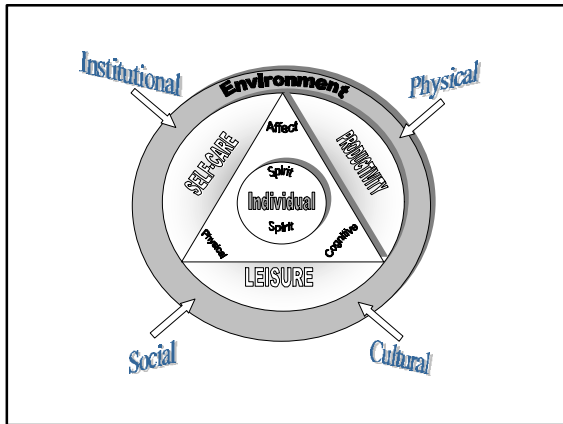 Institutional
Physical
Environment
Affect
SELF-CARE
PRODUCTIVITY
Spirit
Individual
Spirit
Physical
Cognitive
LEISURE
Social
Cultural